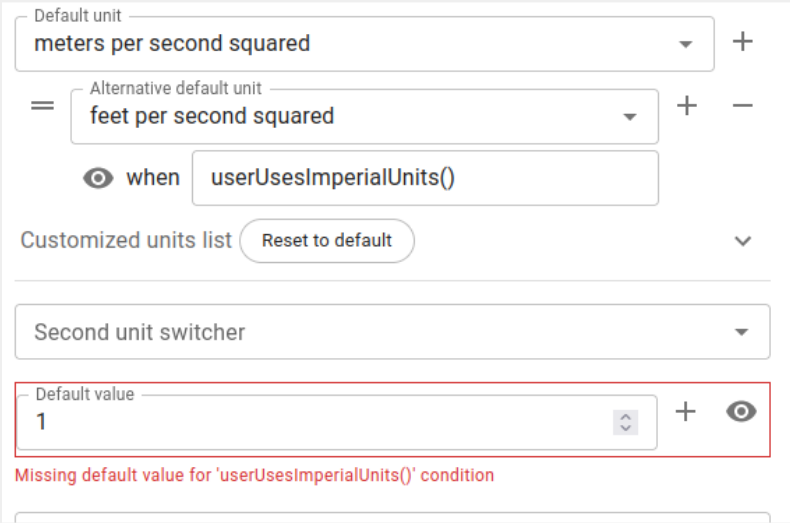 Default unit
meters per second squared
Alternative default unit
feet per second squared
when userUsesImperialUnits()
Customized units list Reset to default
Second unit switcher
Default value
1
Missing default value for 'userUsesImperialUnits()' condition